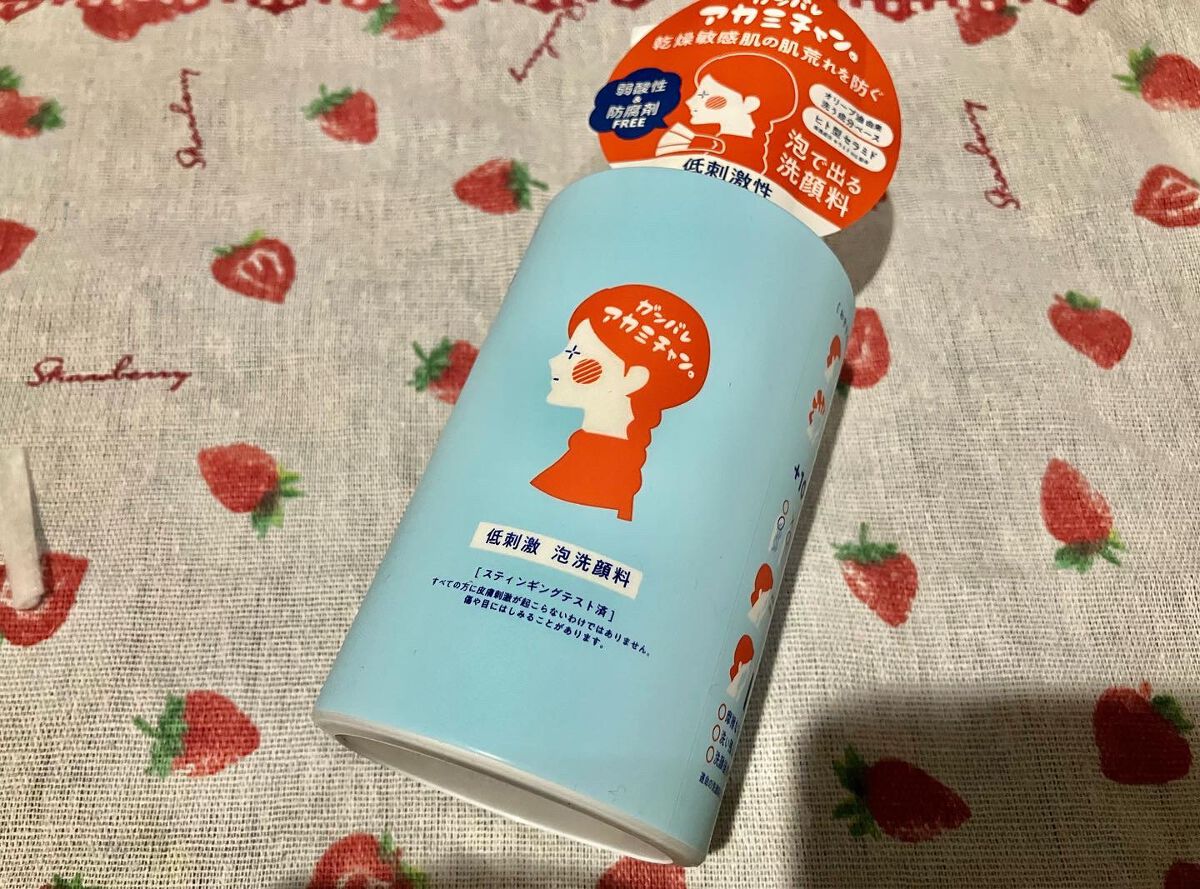 ガンバレ
アカミチャン。
乾燥敏感肌の肌荒れを防ぐ
弱酸性
&
防腐剤
FREE
オリーブ油由来
洗う成分ベース
ヒト型セラミド
泡で出る
洗顔料
低刺激性
Strawberry
Strawberry
Strawberry
ガンバレ
アカミチャン。
低刺激 泡洗顔料
[スティンギングテスト済]
すべての方に皮膚刺激が起こらないわけではありません。
傷や目にはしみることがあります。